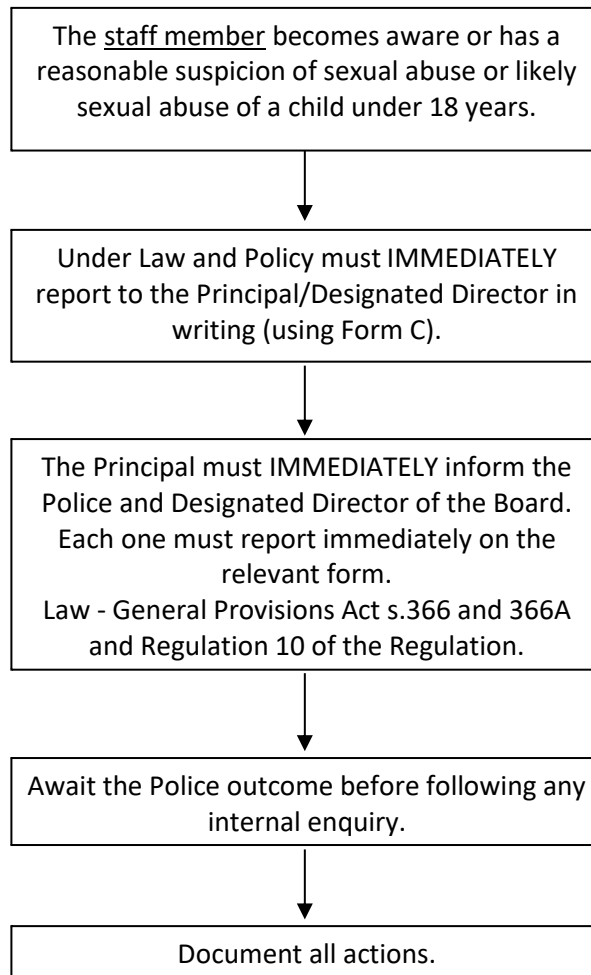 The staff member becomes aware or has a
reasonable suspicion of sexual abuse or likely
sexual abuse of a child under 18 years.
Under Law and Policy must IMMEDIATELY
report to the Principal/Designated Director in
writing (using Form C).
The Principal must IMMEDIATELY inform the
Police and Designated Director of the Board.
Each one must report immediately on the
relevant form.
Law - General Provisions Act s.366 and 366A
and Regulation 10 of the Regulation.
Await the Police outcome before following any
internal enquiry.
Document all actions.